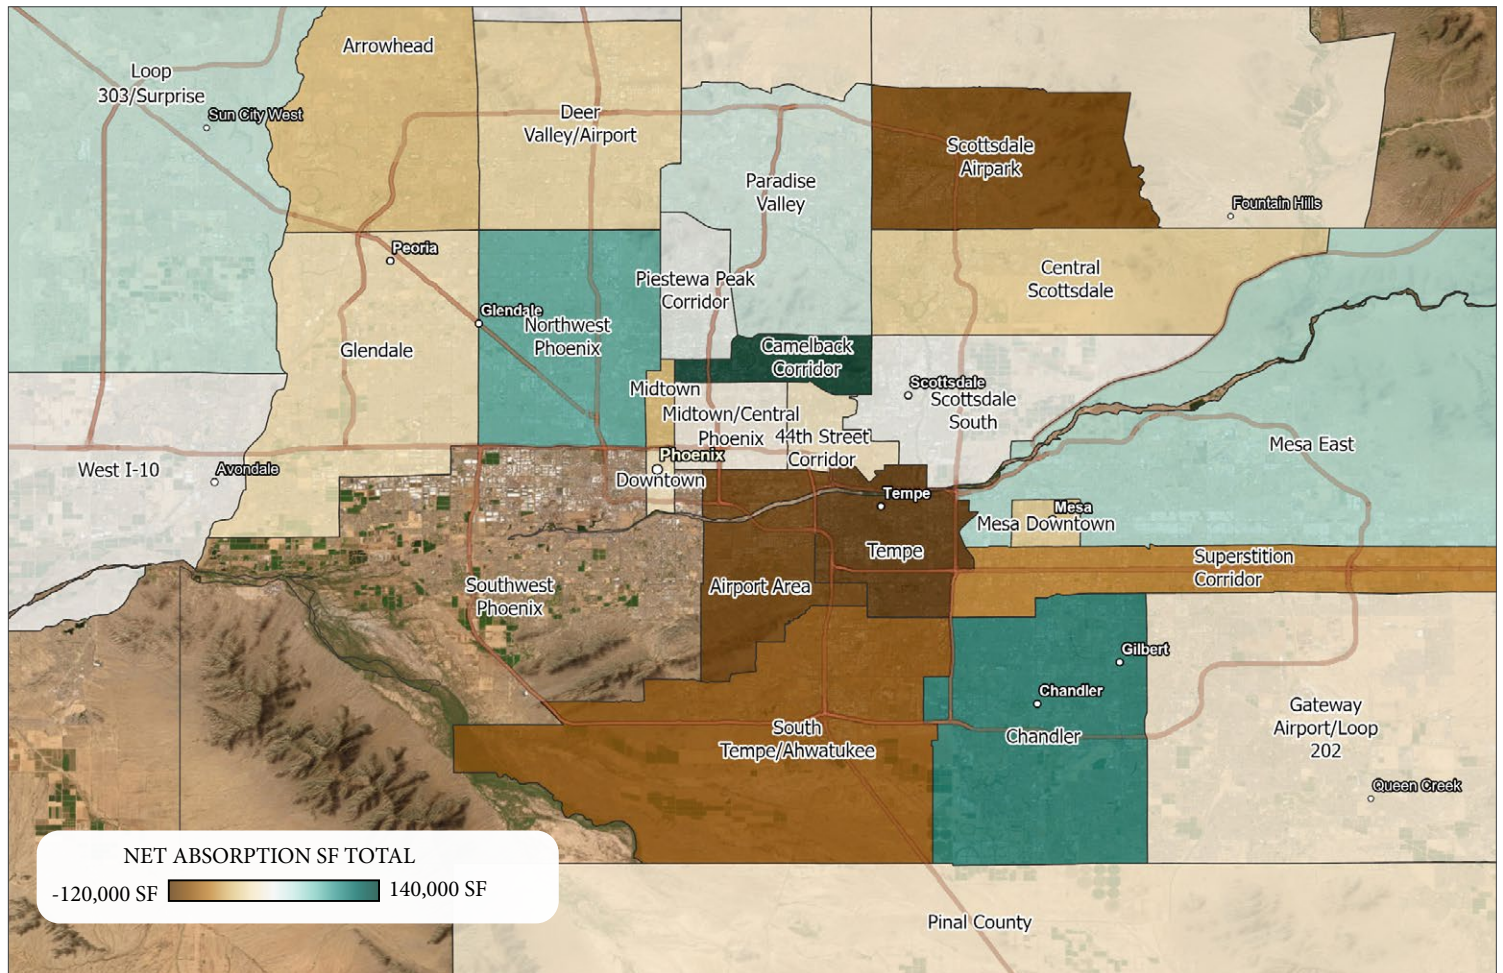 Arrowhead
Loop
303/Surprise
Sun City West
Deer
Valley/Airport
Scottsdale
Airpark
Paradise
Valley
Fountain Hills
Peoria
Central
Scottsdale
Piestewa Peak
Corridor
Glendale
Northwest
Phoenix
Glendale
Camelback
Corridor
Midtown
Scottsdale
Scottsdale
South
Midtown/Central
Phoenix
44th Street
Corridor
Mesa East
West I-10
Avondale
Phoenix
Downtown
Tempe
Mesa
Mesa Downtown
Tempe
Superstition
Corridor
Southwest
Phoenix
Airport Area
Gilbert
Chandler
Chandler
South
Tempe/Ahwatukee
Gateway
Airport/Loop
202
Queen Creek
NET ABSORPTION SF TOTAL
-120,000 SF
140,000 SF
Pinal County